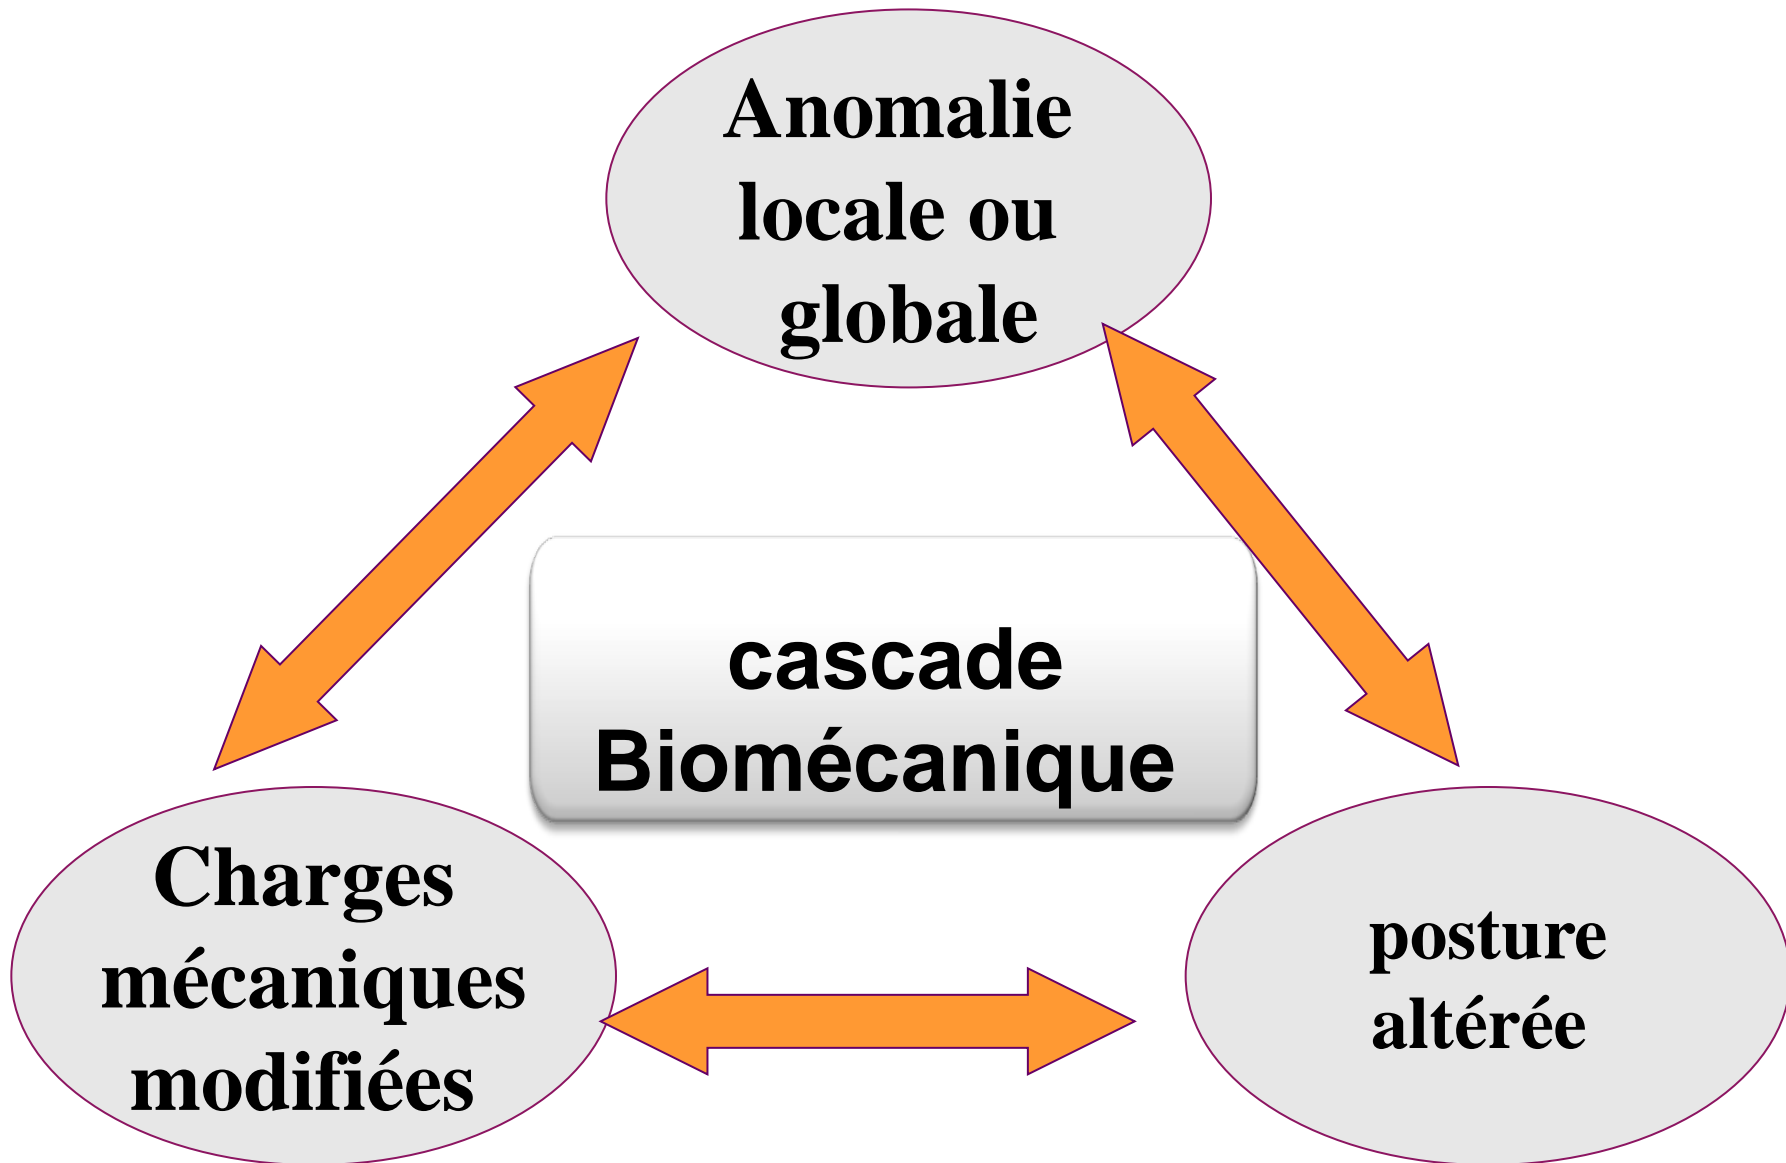 Anomalie
locale ou
globale
cascade
Biomécanique
Charges
mécaniques
modifiées
posture
altérée